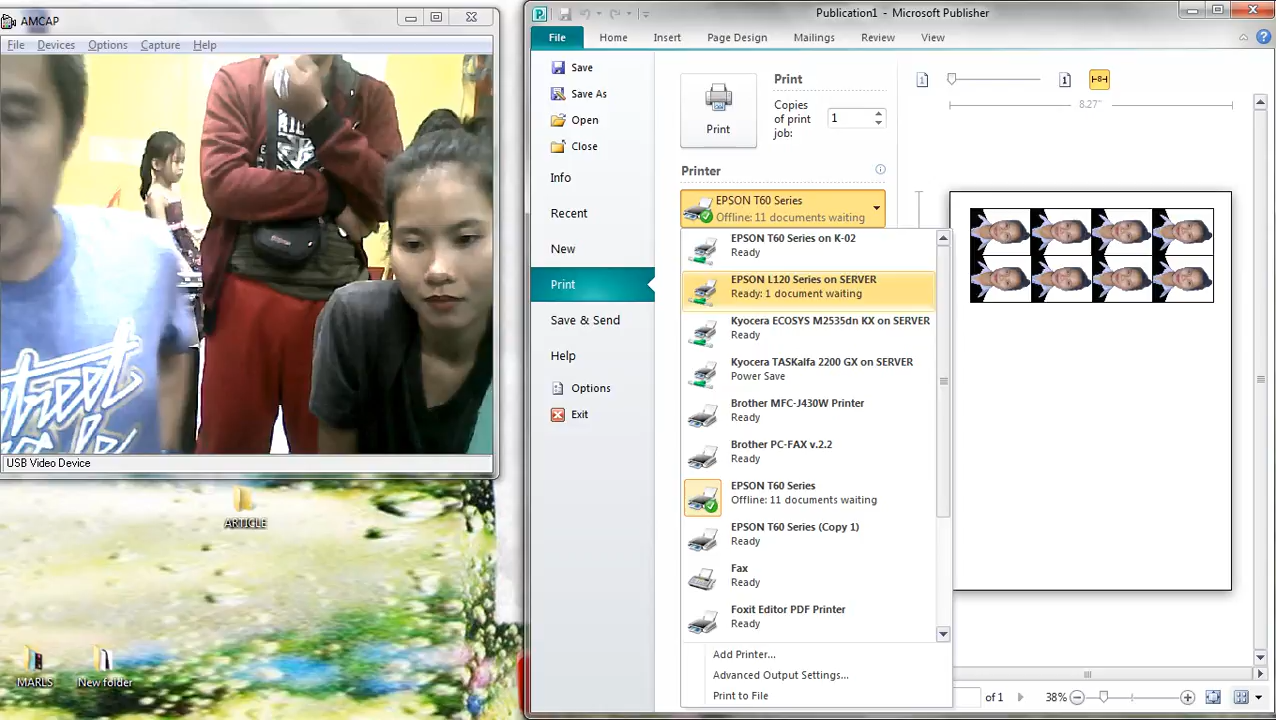 AMCAP
File Devices Options Capture Help
USB Video Device
ARTICLE
MARLS
New folder
Publication1 - Microsoft Publisher
File Home Insert Page Design Mailings Review View
Save
Save As
Open
Close
Info
Recent
New
Print
Save & Send
Help
Options
Exit
Print
Print
Copies of print job:
1
Printer
EPSON T60 Series
Offline: 11 documents waiting
EPSON T60 Series on K-02
Ready
EPSON L120 Series on SERVER
Ready: 1 document waiting
Kyocera ECOSYS M2535dn KX on SERVER
Ready
Kyocera TASKalfa 2200 GX on SERVER
Power Save
Brother MFC-J430W Printer
Ready
Brother PC-FAX v.2.2
Ready
EPSON T60 Series
Offline: 11 documents waiting
EPSON T60 Series (Copy 1)
Ready
Fax
Ready
Foxit Editor PDF Printer
Ready
Add Printer...
Advanced Output Settings...
Print to File
1 1
8.27"
of 1
38%